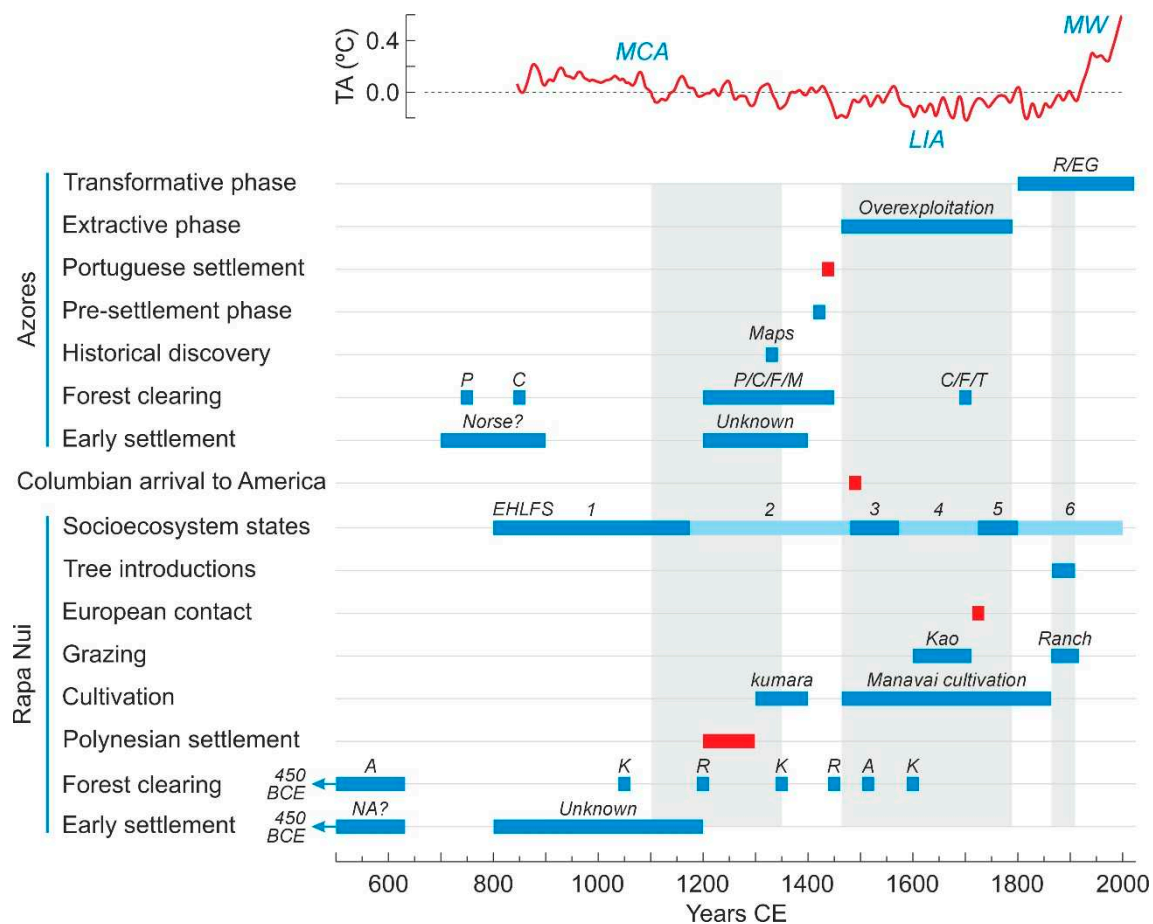 TA (ºC)
0.4
0.0
MCA
LIA
MW
Azores
Transformative phase
R/EG
Extractive phase
Overexploitation
Portuguese settlement
Pre-settlement phase
Historical discovery
Maps
Forest clearing
P
C
P/C/F/M
C/F/T
Early settlement
Norse?
Unknown
Columbian arrival to America
Rapa Nui
Socioecosystem states
EHLFS 1 2 3 4 5 6
Tree introductions
European contact
Grazing
Kao
Ranch
Cultivation
kumara
Manavai cultivation
Polynesian settlement
Forest clearing
450
BCE
A
K
R
K
R
A
K
Early settlement
450
BCE
NA?
Unknown
600 800 1000 1200 1400 1600 1800 2000
Years CE